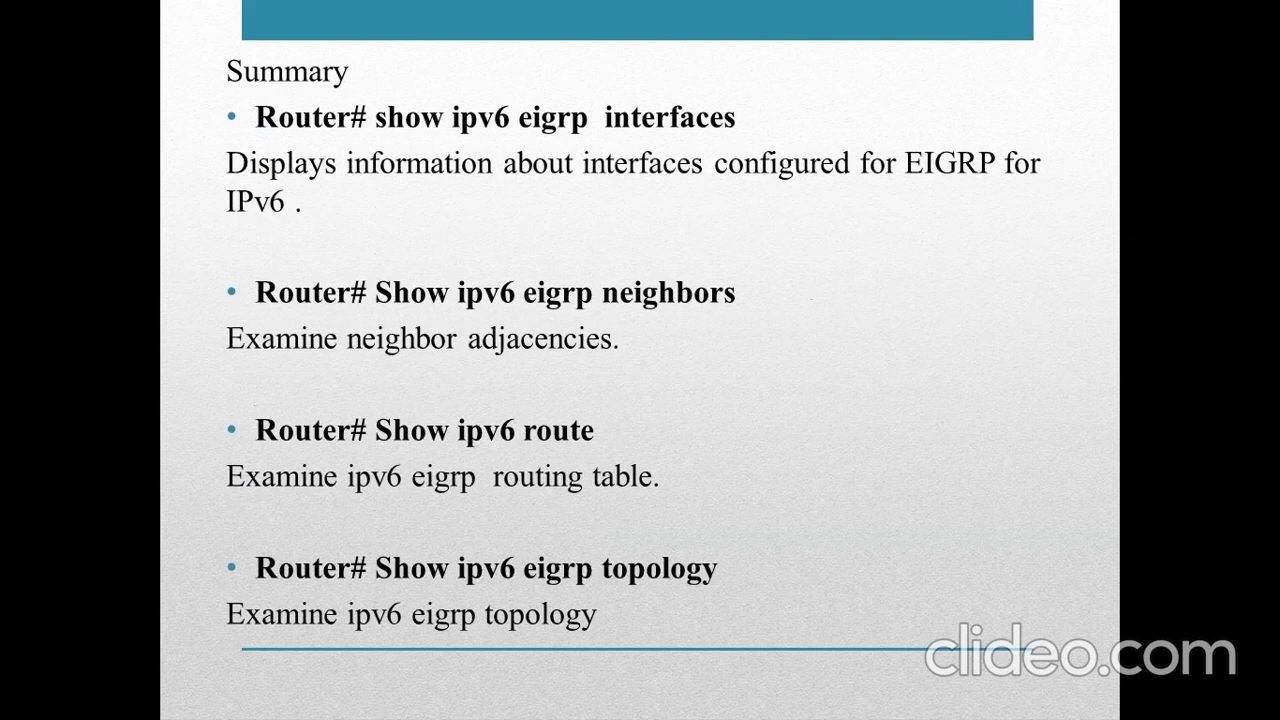 Summary
• Router# show ipv6 eigrp  interfaces
Displays information about interfaces configured for EIGRP for
IPv6 .
• Router# Show ipv6 eigrp neighbors
Examine neighbor adjacencies.
• Router# Show ipv6 route
Examine ipv6 eigrp  routing table.
• Router# Show ipv6 eigrp topology
Examine ipv6 eigrp topology
clideo.com